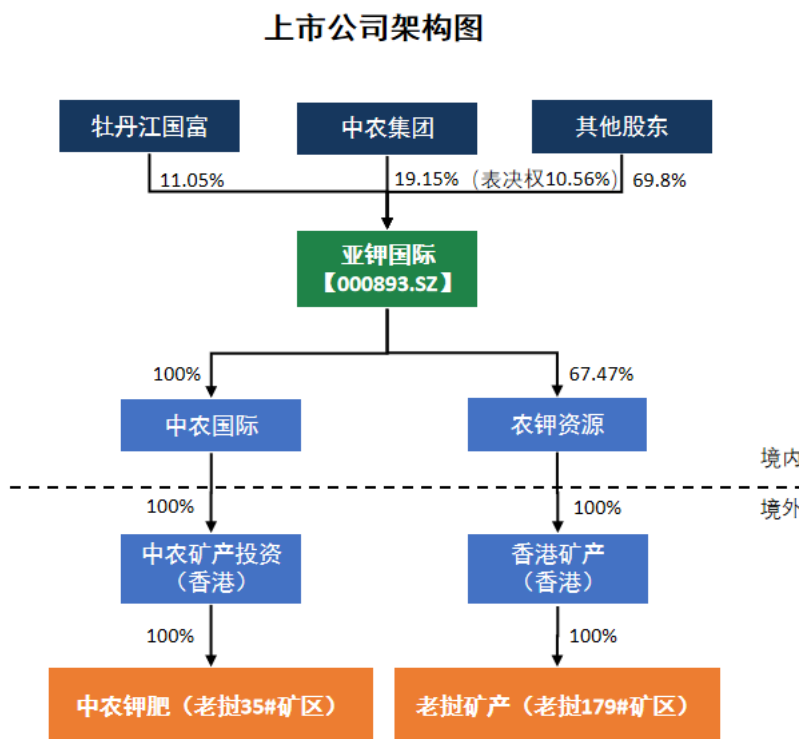 上市公司架构图
牡丹江国富
中农集团
其他股东
11.05%
19.15%（表决权10.56%）
69.8%
亚钾国际
【000893.SZ】
100%
67.47%
中农国际
农钾资源
境内
100%
100%
境外
中农矿产投资
（香港）
香港矿产
（香港）
100%
100%
中农钾肥（老挝35#矿区）
老挝矿产（老挝179#矿区）